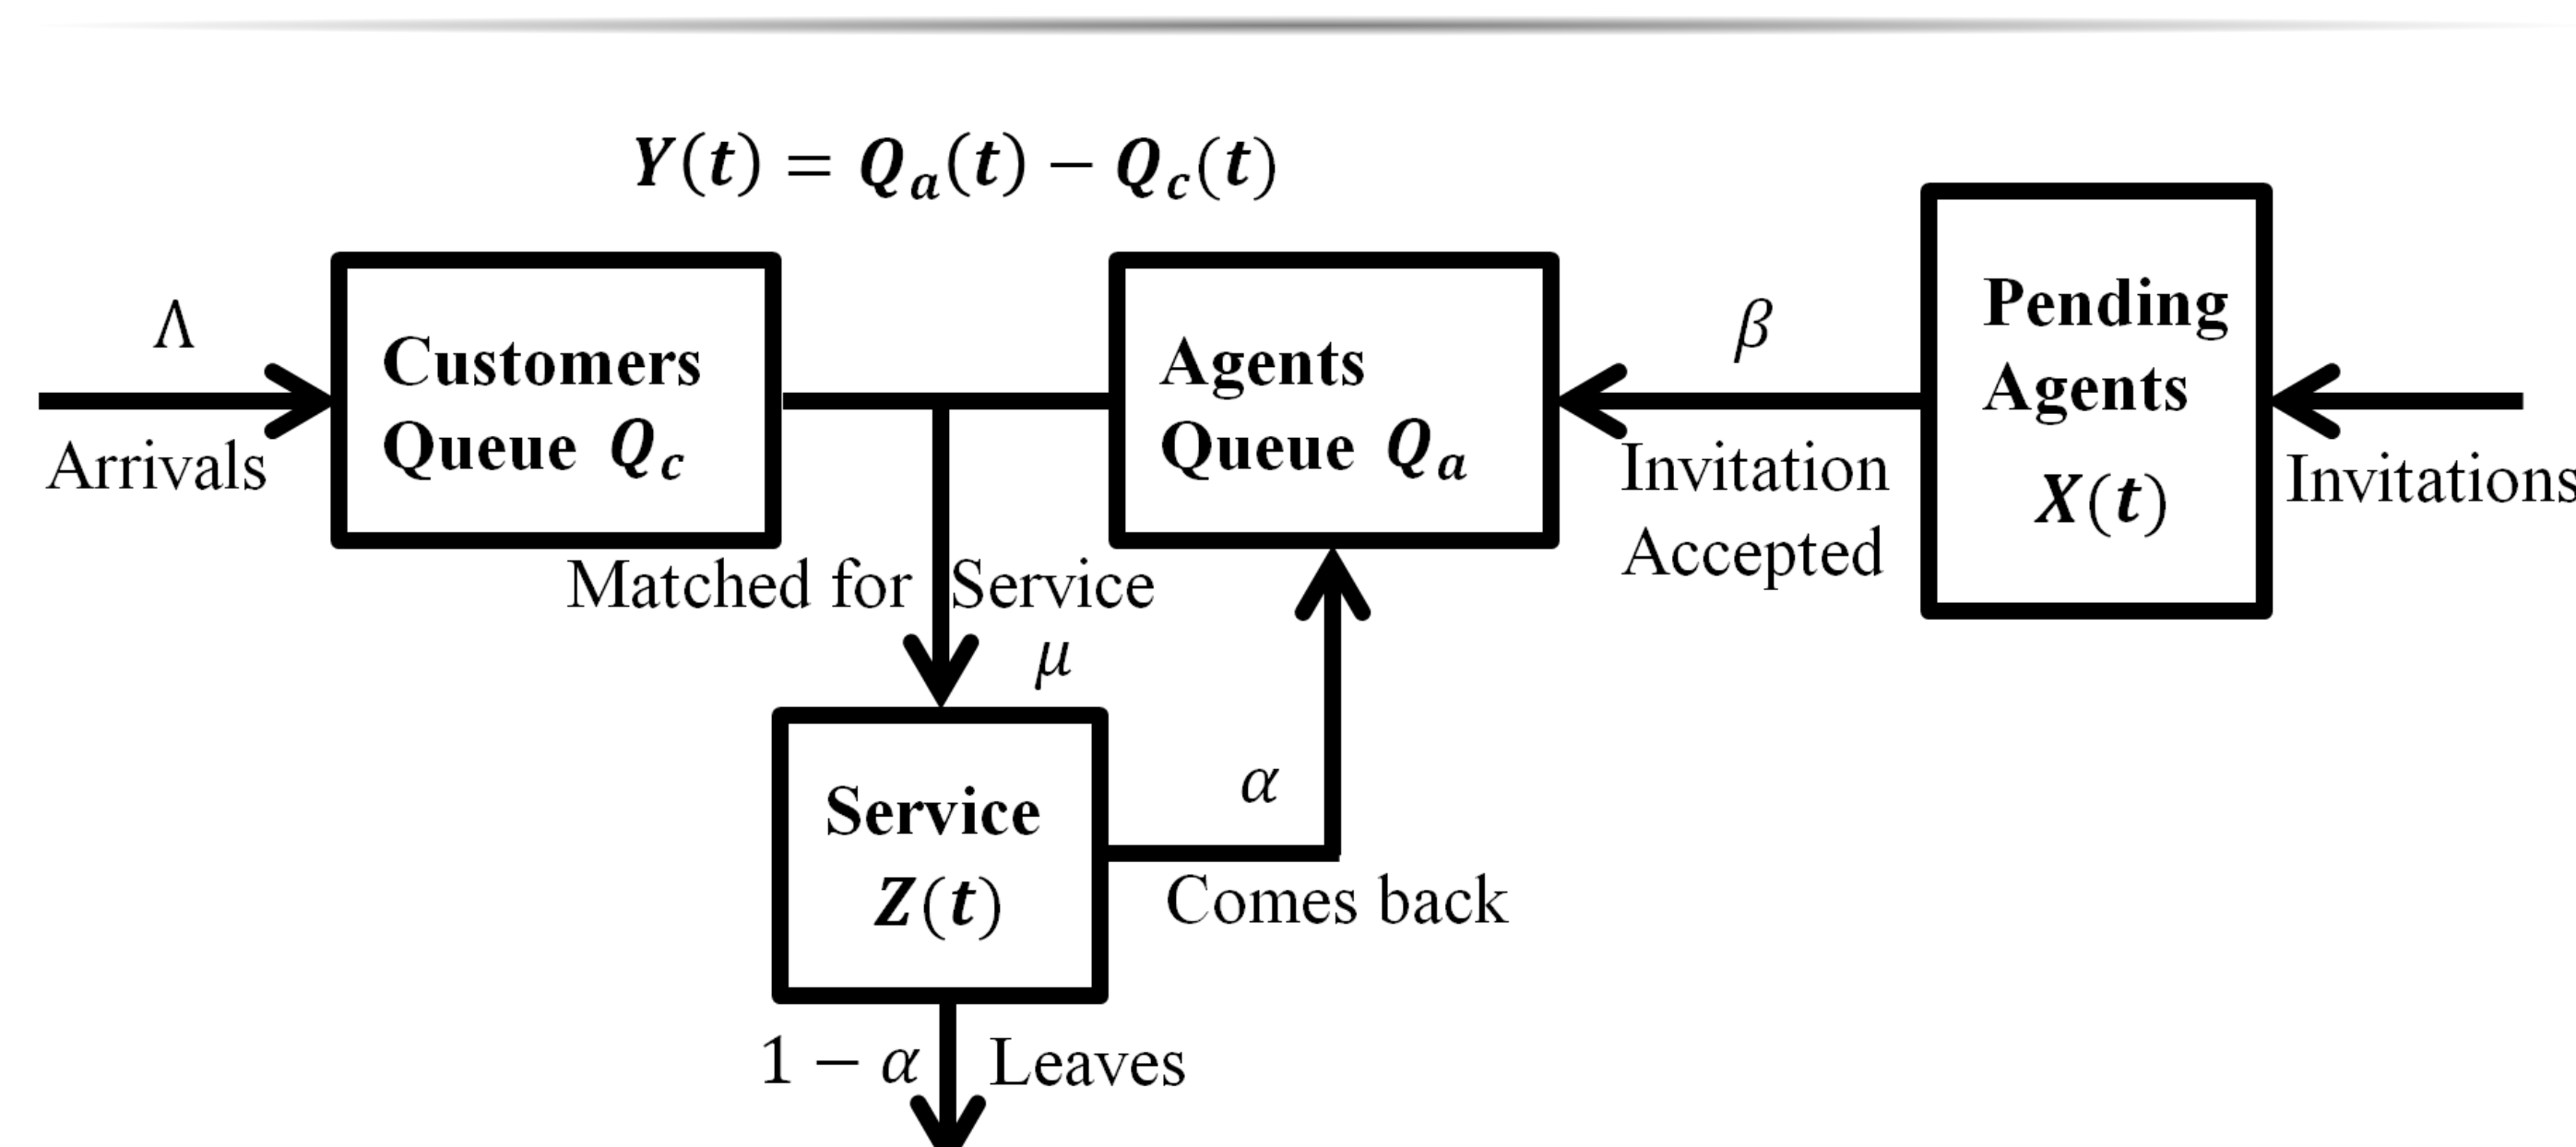 Y(t) = Q_a(t) − Q_c(t)
Λ
Arrivals
Customers
Queue Q_c
Agents
Queue Q_a
β
Invitation
Accepted
Pending
Agents
X(t)
Invitations
Matched for Service
μ
Service
Z(t)
α
Comes back
1 − α
Leaves